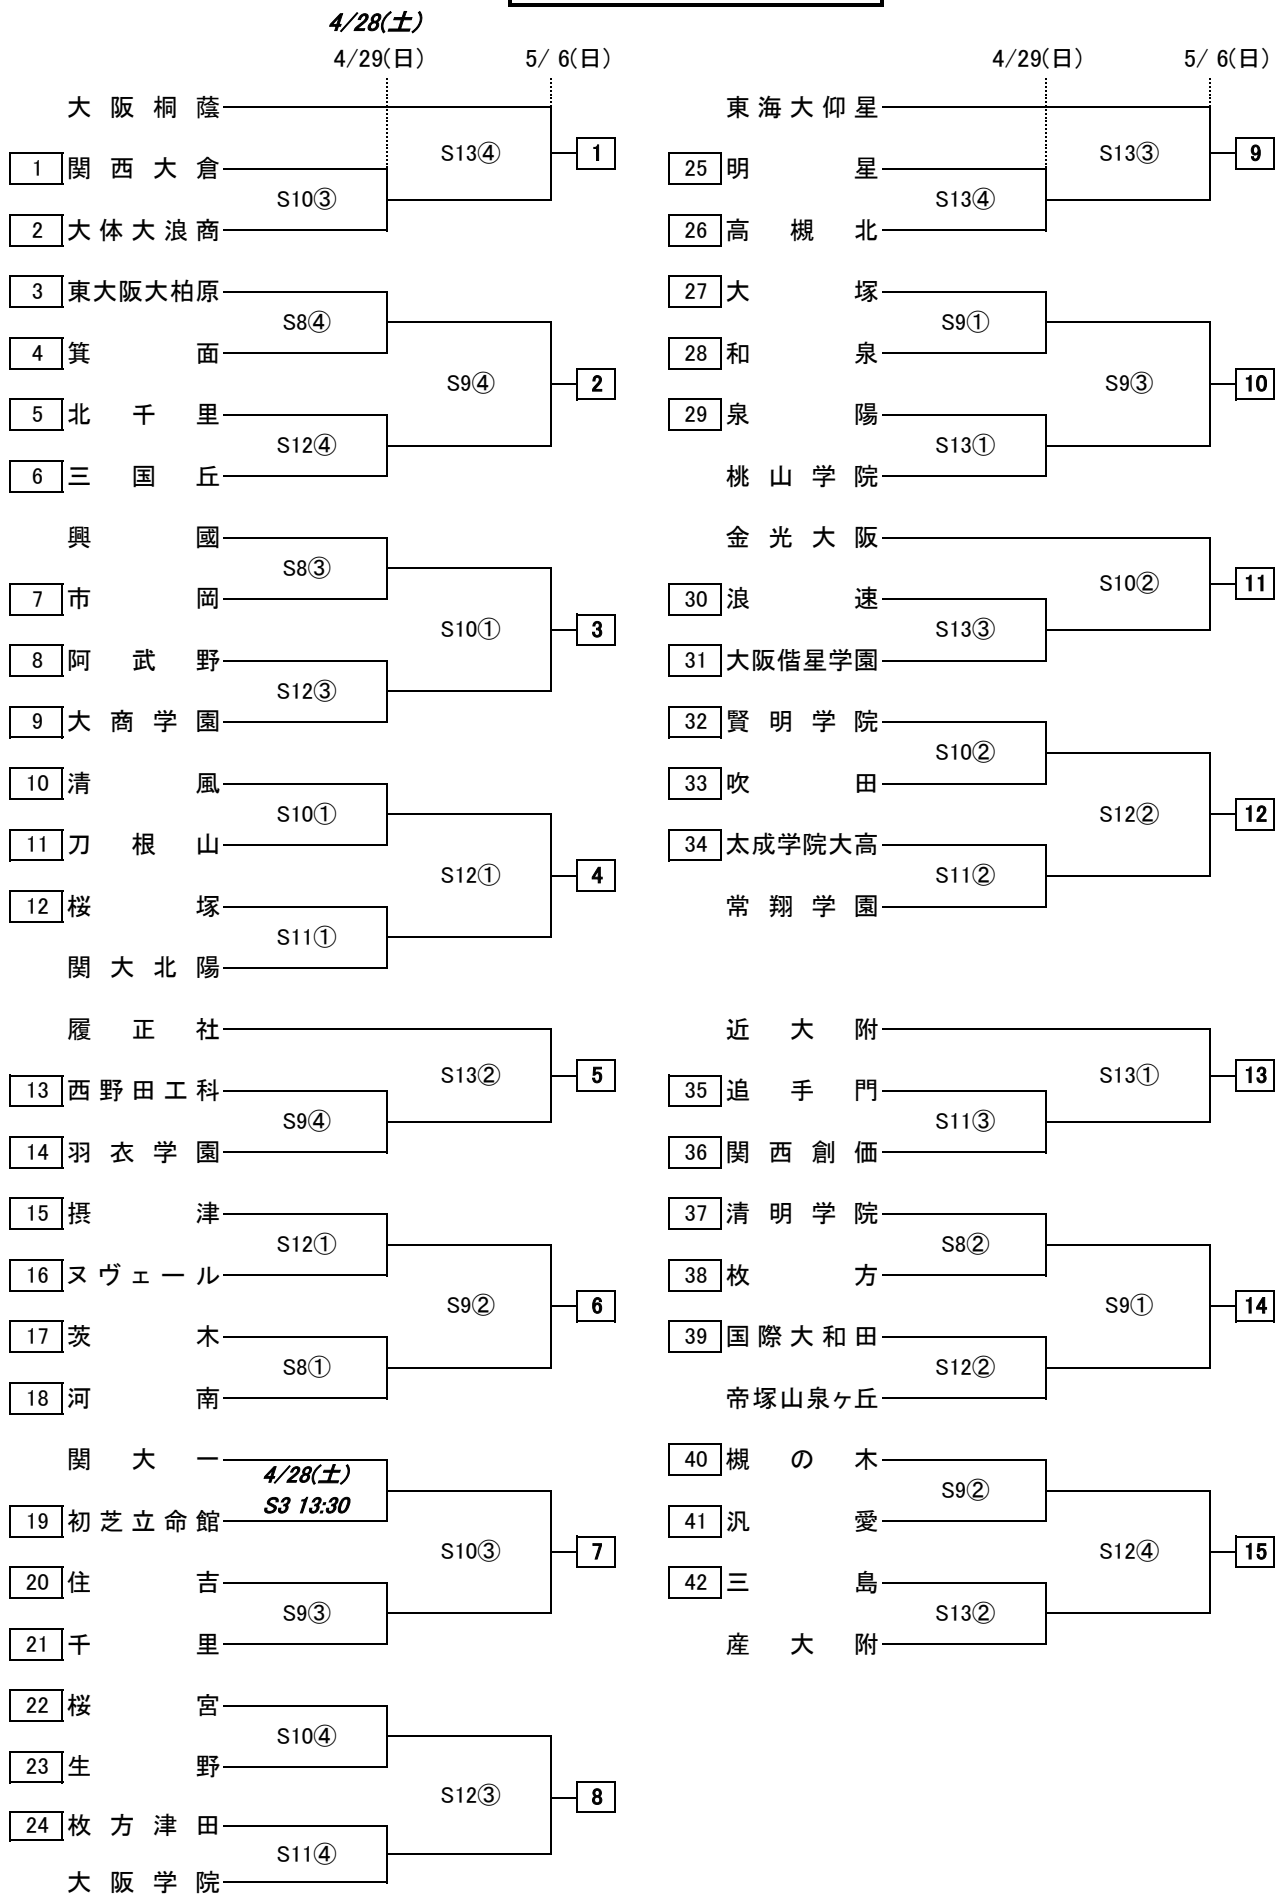 4/28(土)
4/29(日) 5/ 6(日)
大阪桐蔭
S13④ 1
1 関西大倉
S10③
2 大体大浪商
3 東大阪大柏原
S8④
4 箕面
S9④ 2
5 北千里
S12④
6 三国丘
興國
S8③
7 市岡
S10① 3
8 阿武野
S12③
9 大商学園
10 清風
S10①
11 刀根山
S12① 4
12 桜塚
S11①
関大北陽
履正社
S13② 5
13 西野田工科
S9④
14 羽衣学園
15 摂津
S12①
16 ヌヴェール
S9② 6
17 茨木
S8①
18 河南
関大一
4/28(土)
S3 13:30
19 初芝立命館
S10③ 7
20 住吉
S9③
21 千里
22 桜宮
S10④
23 生野
S12③ 8
24 枚方津田
S11④
大阪学院
4/29(日) 5/ 6(日)
東海大仰星
S13③ 9
25 明星
S13④
26 高槻北
27 大塚
S9①
28 和泉
S9③ 10
29 泉陽
S13①
桃山学院
金光大阪
S10② 11
30 浪速
S13③
31 大阪偕星学園
32 賢明学院
S10②
33 吹田
S12② 12
34 太成学院大高
S11②
常翔学園
近大附
S13① 13
35 追手門
S11③
36 関西創価
37 清明学院
S8②
38 枚方
S9① 14
39 国際大和田
S12②
帝塚山泉ヶ丘
40 槻の木
S9②
41 汎愛
S12④ 15
42 三島
S13②
産大附